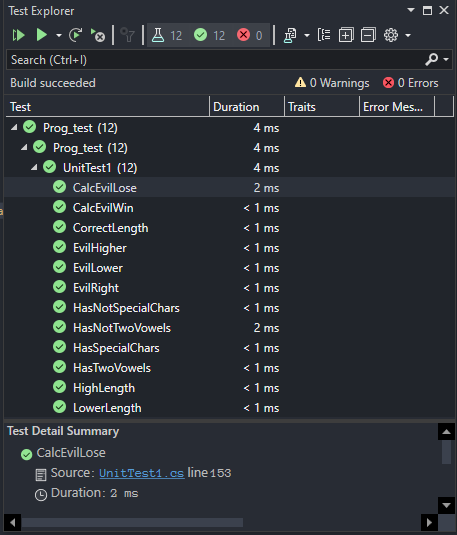 Test Explorer
12 12 0
Search (Ctrl+I)
Build succeeded 0 Warnings 0 Errors
Test Duration Traits Error Mes...
Prog_test (12) 4 ms
Prog_test (12) 4 ms
UnitTest1 (12) 4 ms
CalcEvilLose 2 ms
CalcEvilWin < 1 ms
CorrectLength < 1 ms
EvilHigher < 1 ms
EvilLower < 1 ms
EvilRight < 1 ms
HasNotSpecialChars < 1 ms
HasNotTwoVowels 2 ms
HasSpecialChars < 1 ms
HasTwoVowels < 1 ms
HighLength < 1 ms
LowerLength < 1 ms
Test Detail Summary
CalcEvilLose
Source: UnitTest1.cs line 153
Duration: 2 ms